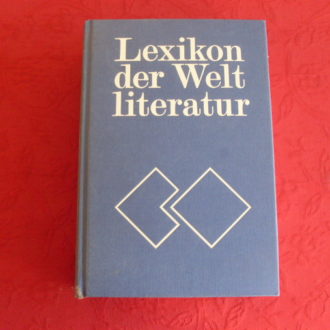 Lexikon
der Welt
literatur